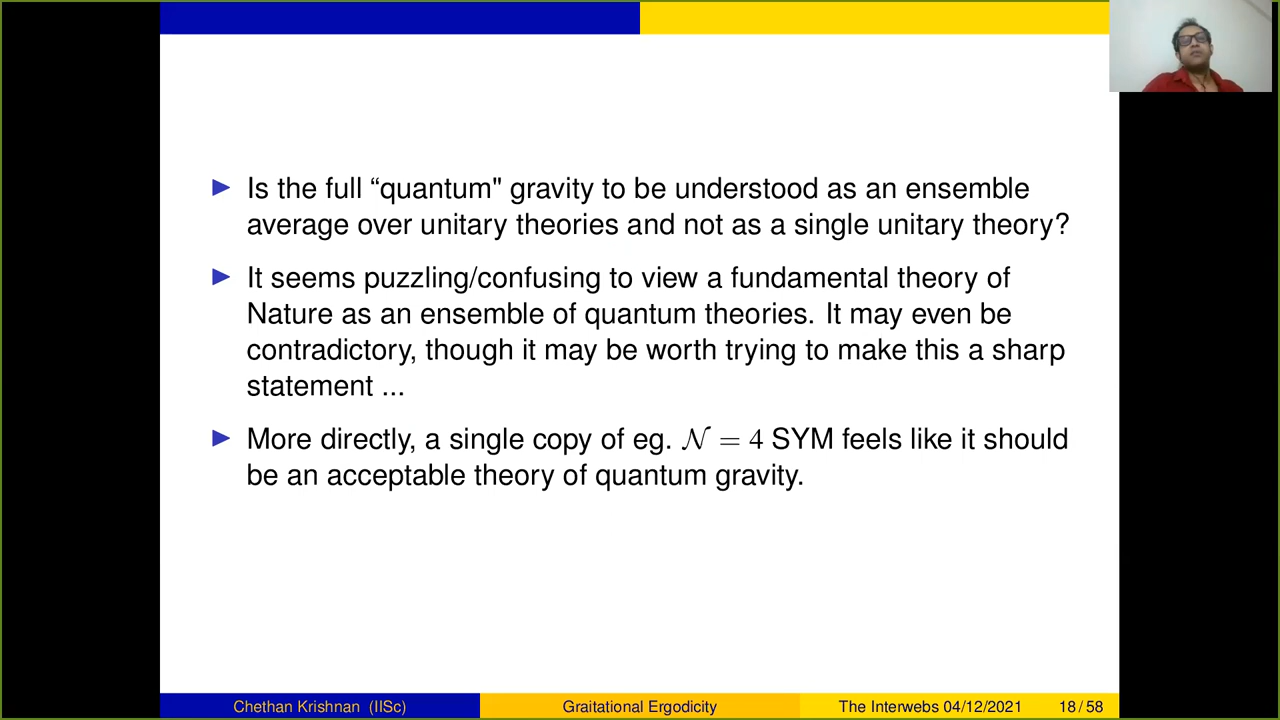 Is the full “quantum" gravity to be understood as an ensemble
average over unitary theories and not as a single unitary theory?
It seems puzzling/confusing to view a fundamental theory of
Nature as an ensemble of quantum theories. It may even be
contradictory, though it may be worth trying to make this a sharp
statement ...
More directly, a single copy of eg. 𝒩 = 4 SYM feels like it should
be an acceptable theory of quantum gravity.
Chethan Krishnan (IISc) Graitational Ergodicity The Interwebs 04/12/2021 18 / 58